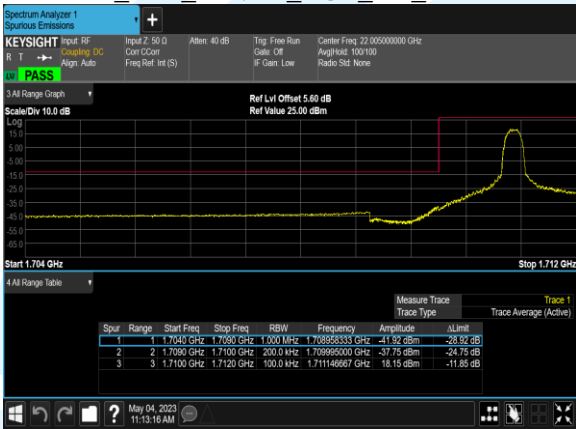 Spectrum Analyzer 1
Spurious Emissions
+
KEYSIGHT Input: RF Input Z: 50 Ω Atten: 40 dB Trig: Free Run Center Freq: 22.005000000 GHz
R T Coupling: DC Corr CCorr Gate: Off Avg|Hold: 100/100
Align: Auto Freq Ref: Int (S) IF Gain: Low Radio Std: None
PASS
3 All Range Graph
Ref Lvl Offset 5.60 dB
Scale/Div 10.0 dB Ref Value 25.00 dBm
Log
15.0
5.00
-5.00
-15.0
-25.0
-35.0
-45.0
-55.0
-65.0
Start 1.704 GHz Stop 1.712 GHz
4 All Range Table
Measure Trace Trace 1
Trace Type Trace Average (Active)
Spur Range Start Freq Stop Freq RBW Frequency Amplitude ΔLimit
1 1 1.7040 GHz 1.7090 GHz 1.000 MHz 1.708958333 GHz -41.92 dBm -28.92 dB
2 2 1.7090 GHz 1.7100 GHz 200.0 kHz 1.709995000 GHz -37.75 dBm -24.75 dB
3 3 1.7100 GHz 1.7120 GHz 100.0 kHz 1.711146667 GHz 18.15 dBm -11.85 dB
? May 04, 2023
11:13:16 AM